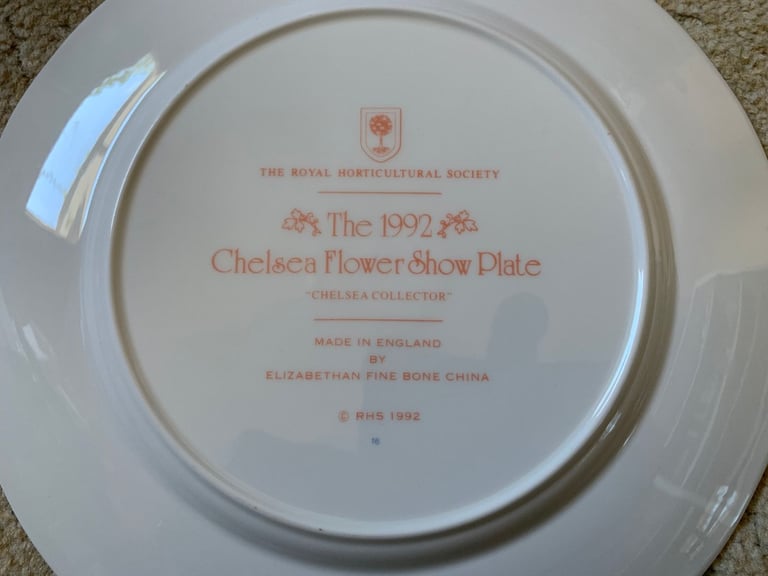 THE ROYAL HORTICULTURAL SOCIETY
The 1992
Chelsea Flower Show Plate
"CHELSEA COLLECTOR"
MADE IN ENGLAND
BY
ELIZABETHAN FINE BONE CHINA
© RHS 1992
16